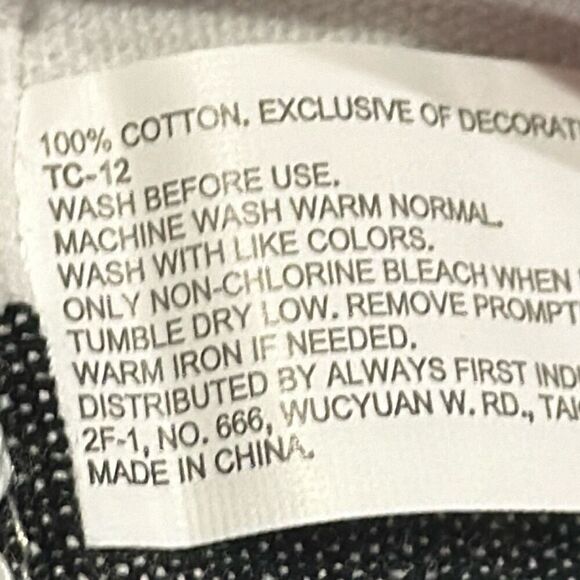 100% COTTON. EXCLUSIVE OF DECORAT
TC-12
WASH BEFORE USE.
MACHINE WASH WARM NORMAL.
WASH WITH LIKE COLORS.
ONLY NON-CHLORINE BLEACH WHEN
TUMBLE DRY LOW. REMOVE PROMPT
WARM IRON IF NEEDED.
DISTRIBUTED BY ALWAYS FIRST IND
2F-1, NO. 666, WUCYUAN W. RD., TAI
MADE IN CHINA.